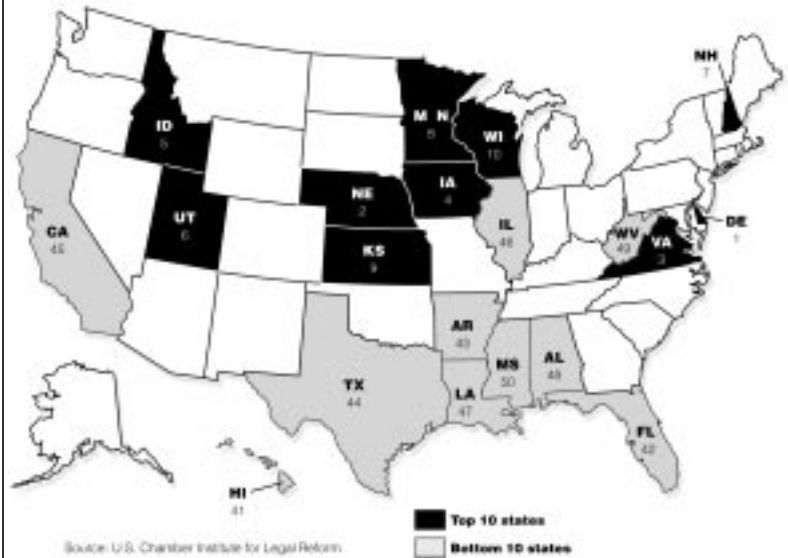 NH
7
M N
8
ID
5
WI
10
NE
2
IA
4
UT
6
DE
1
CA
45
IL
46
WV
49
VA
3
KS
9
AR
43
MS
50
AL
48
TX
44
LA
47
FL
42
HI
41
Top 10 states
Bottom 10 states
Source: U.S. Chamber Institute for Legal Reform